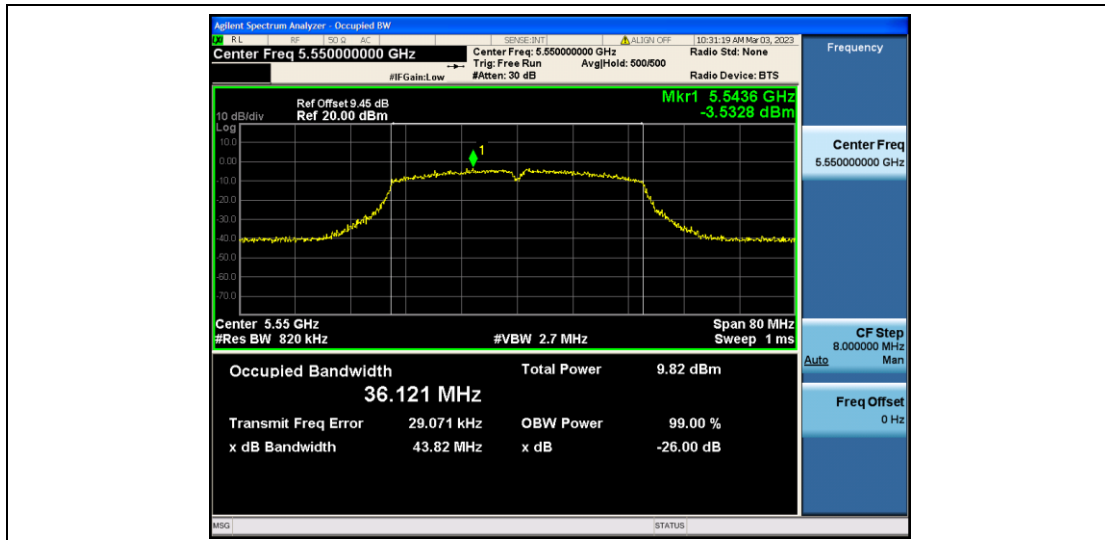 Agilent Spectrum Analyzer - Occupied BW
RL RF 50 Ω AC SENSE:INT ALIGN OFF 10:31:19 AM Mar 03, 2023
Center Freq 5.550000000 GHz
Center Freq: 5.550000000 GHz Radio Std: None
Trig: Free Run Avg|Hold: 500/500
#IFGain:Low #Atten: 30 dB Radio Device: BTS
Frequency
Ref Offset 9.45 dB Mkr1 5.5436 GHz
10 dB/div Ref 20.00 dBm -3.5328 dBm
Log
10.0
0.00
-10.0
-20.0
-30.0
-40.0
-50.0
-60.0
-70.0
1
Center 5.55 GHz Span 80 MHz
#Res BW 820 kHz #VBW 2.7 MHz Sweep 1 ms
Occupied Bandwidth Total Power 9.82 dBm
36.121 MHz
Transmit Freq Error 29.071 kHz OBW Power 99.00 %
x dB Bandwidth 43.82 MHz x dB -26.00 dB
Center Freq
5.550000000 GHz
CF Step
8.000000 MHz
Auto Man
Freq Offset
0 Hz
MSG STATUS